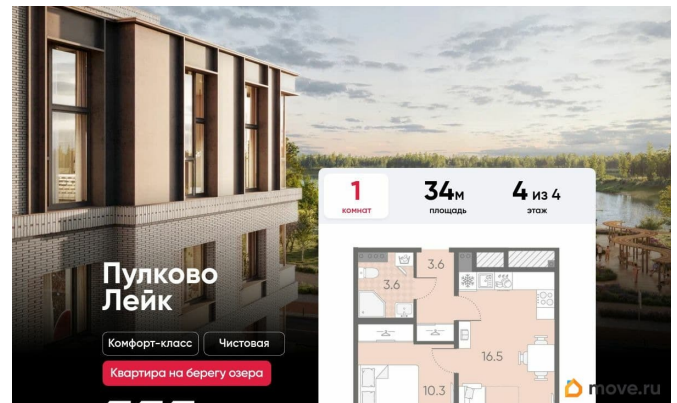 1
комнат
34м
площадь
4 из 4
этаж
Пулково
Лейк
Комфорт-класс
Чистовая
Квартира на берегу озера
3.6
3.6
16.5
10.3
move.ru